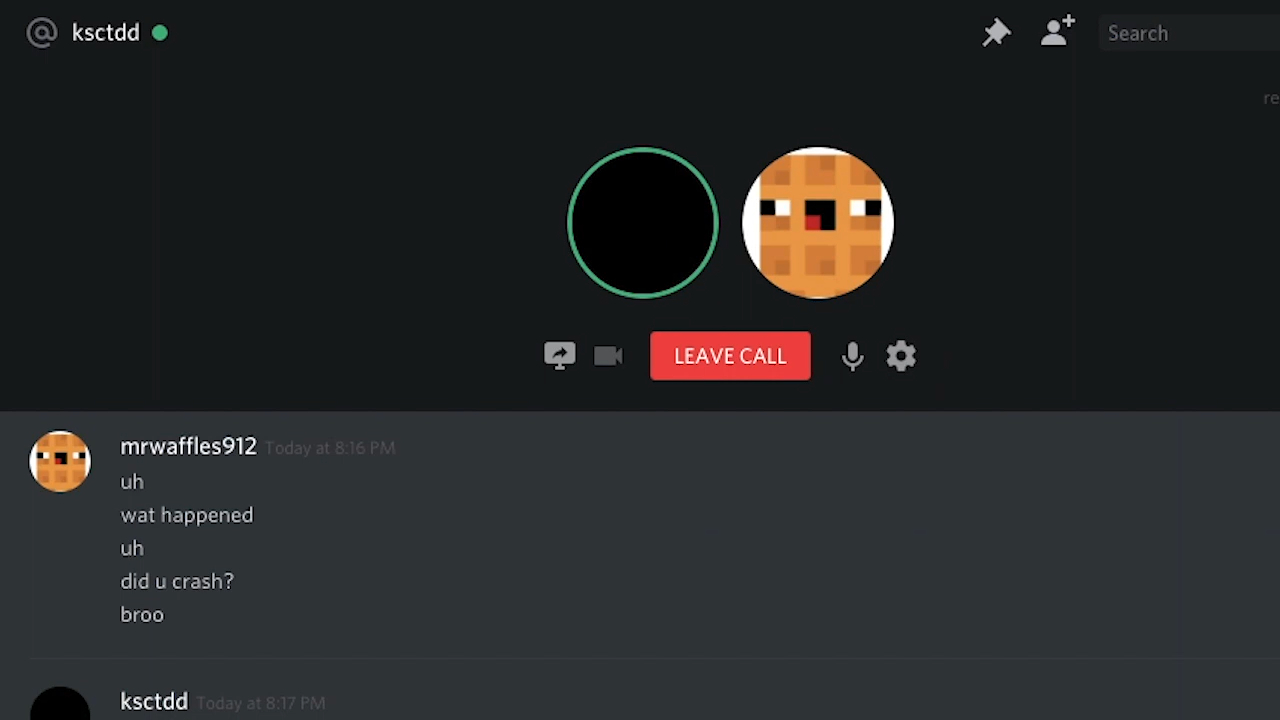 @ ksctdd
Search
re
LEAVE CALL
mrwaffles912 Today at 8:16 PM
uh
wat happened
uh
did u crash?
broo
ksctdd Today at 8:17 PM